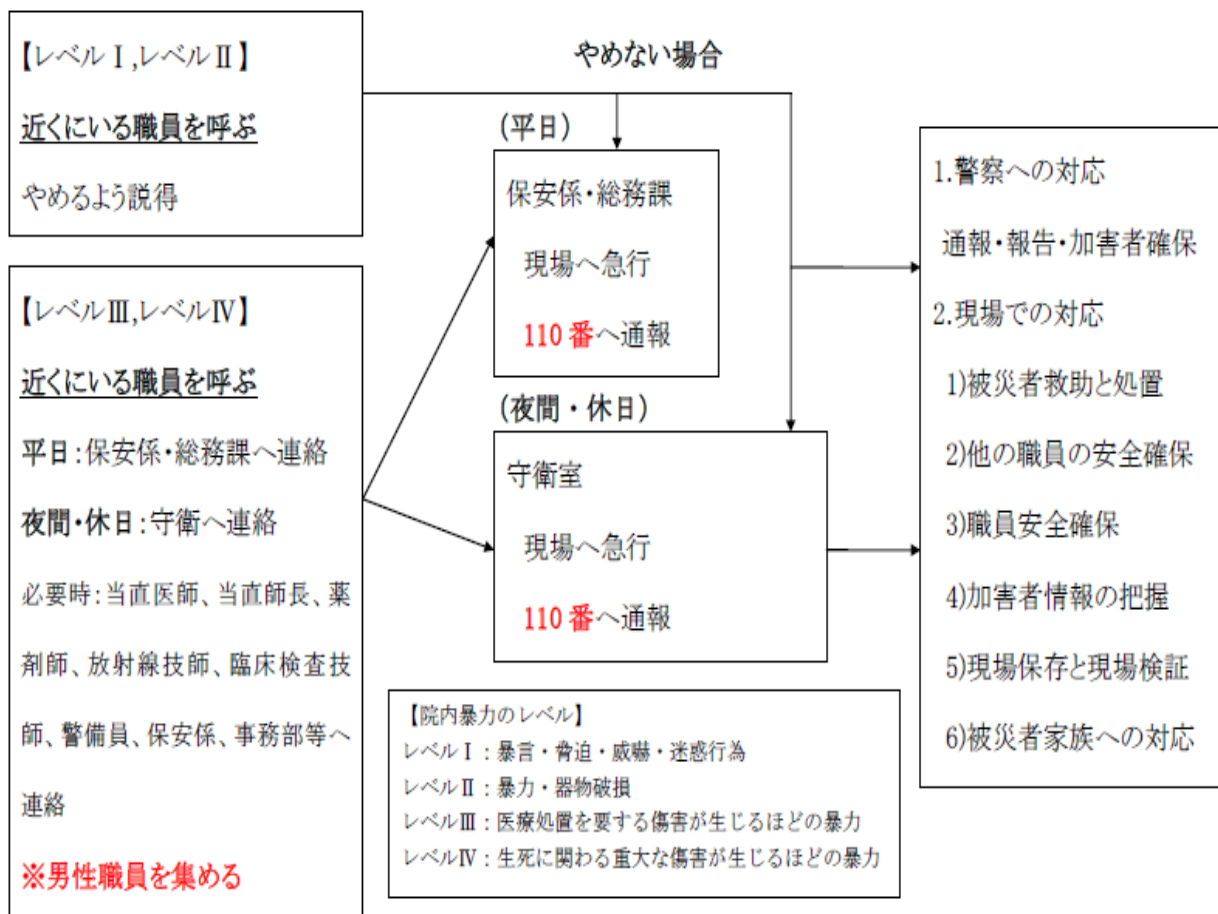 【レベルⅠ,レベルⅡ】
近くにいる職員を呼ぶ
やめるよう説得
【レベルⅢ,レベルⅣ】
近くにいる職員を呼ぶ
平日:保安係・総務課へ連絡
夜間・休日:守衛へ連絡
必要時:当直医師、当直師長、薬
剤師、放射線技師、臨床検査技
師、警備員、保安係、事務部等へ
連絡
※男性職員を集める
やめない場合
(平日)
保安係・総務課
現場へ急行
110番へ通報
(夜間・休日)
守衛室
現場へ急行
110番へ通報
【院内暴力のレベル】
レベルⅠ:暴言・脅迫・威嚇・迷惑行為
レベルⅡ:暴力・器物破損
レベルⅢ:医療処置を要する傷害が生じるほどの暴力
レベルⅣ:生死に関わる重大な傷害が生じるほどの暴力
1.警察への対応
通報・報告・加害者確保
2.現場での対応
1)被災者救助と処置
2)他の職員の安全確保
3)職員安全確保
4)加害者情報の把握
5)現場保存と現場検証
6)被災者家族への対応